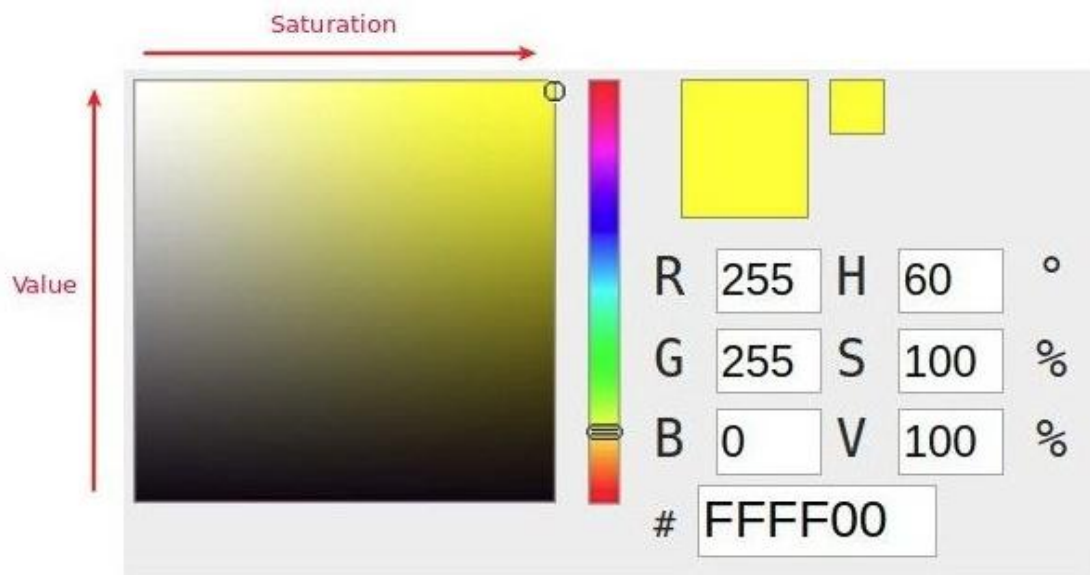 Saturation
Value
R 255 H 60 °
G 255 S 100 %
B 0 V 100 %
# FFFF00